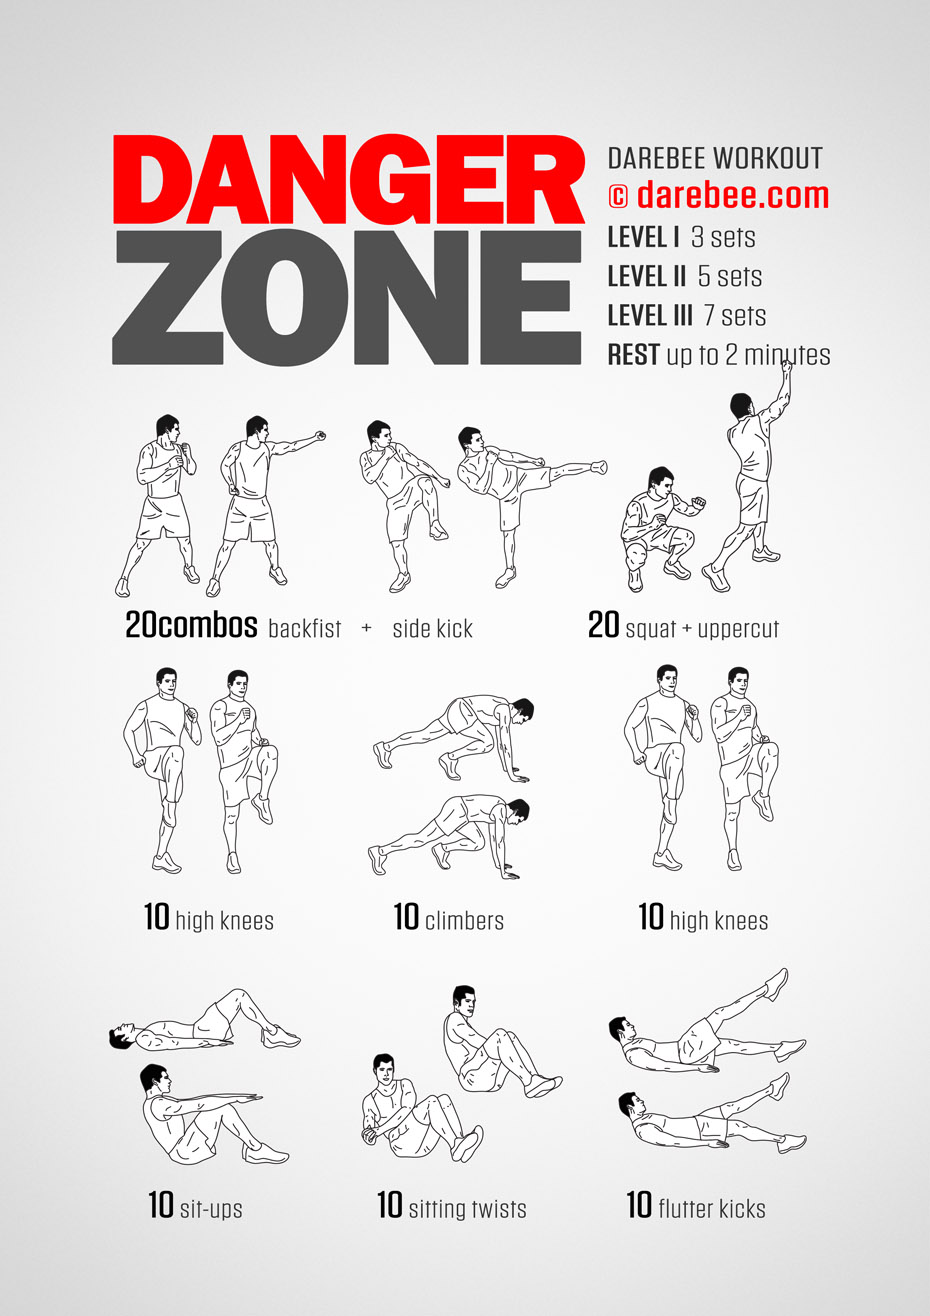 DANGER
ZONE
DAREBEE WORKOUT
© darebee.com
LEVEL I 3 sets
LEVEL II 5 sets
LEVEL III 7 sets
REST up to 2 minutes
20combos backfist + side kick
20 squat + uppercut
10 high knees
10 climbers
10 high knees
10 sit-ups
10 sitting twists
10 flutter kicks